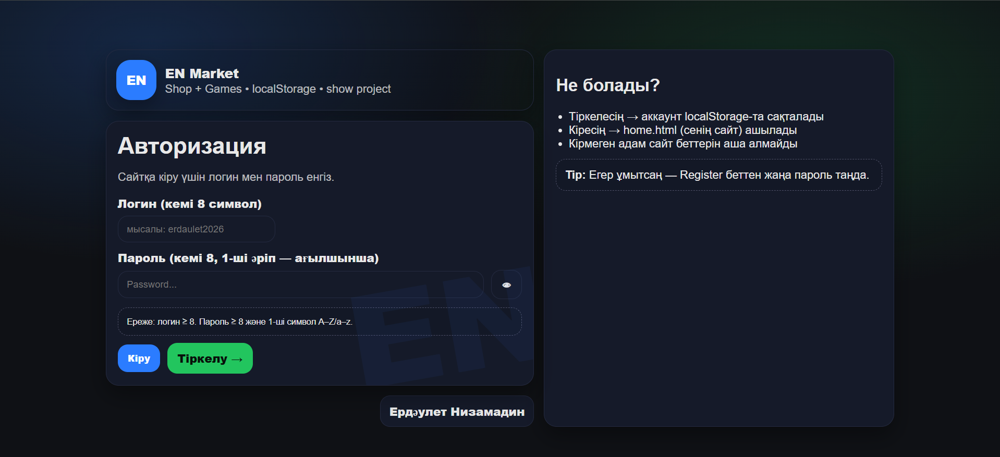 EN
EN Market
Shop + Games • localStorage • show project
Авторизация
Сайтқа кіру үшін логин мен пароль енгіз.
Логин (кемі 8 символ)
мысалы: erdaulet2026
Пароль (кемі 8, 1-ші әріп — ағылшынша)
Password...
Ереже: логин ≥ 8. Пароль ≥ 8 және 1-ші символ A–Z/a–z.
Кіру
Тіркелу →
EN
Ердәулет Низамадин
Не болады?
• Тіркелесің → аккаунт localStorage-та сақталады
• Кіресің → home.html (сенің сайт) ашылады
• Кірмеген адам сайт беттерін аша алмайды
Tip: Егер ұмытсаң — Register беттен жаңа пароль таңда.